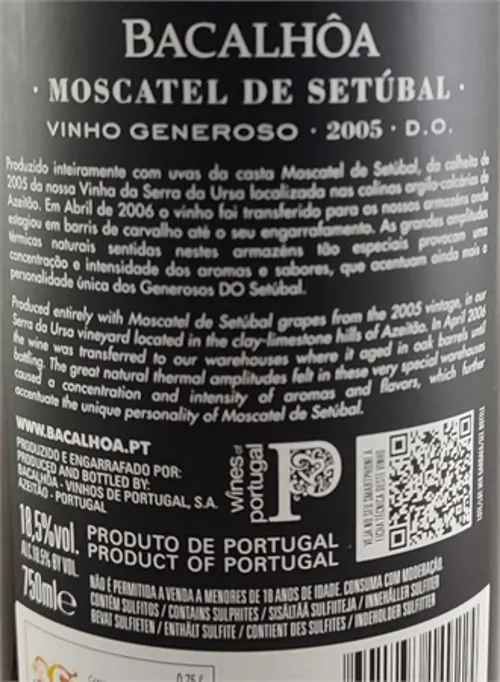 BACALHÔA
· MOSCATEL DE SETÚBAL ·
VINHO GENEROSO · 2005 · D.O.
Produzido inteiramente com uvas da casta Moscatel de Setúbal, da colheita de
2005 da nossa Vinha da Serra da Ursa localizada nas colinas argilo-calcárias de
Azeitão. Em Abril de 2006 o vinho foi transferido para os nossos armazéns onde
estagiou em barris de carvalho até o seu engarrafamento. As grandes amplitudes
térmicas naturais sentidas nestes armazéns tão especiais provocam uma
concentração e intensidade dos aromas e sabores, que acentuam ainda mais a
personalidade única dos Generosos DO Setúbal.
Produced entirely with Moscatel de Setúbal grapes from the 2005 vintage, in our
Serra da Ursa vineyard located in the clay-limestone hills of Azeitão. In April 2006
the wine was transferred to our warehouses where it aged in oak barrels until
bottling. The great natural thermal amplitudes felt in these very special warehouses
caused a concentration and intensity of aromas and flavors, which further
accentuate the unique personality of Moscatel de Setúbal.
WWW.BACALHOA.PT
PRODUZIDO E ENGARRAFADO POR:
PRODUCED AND BOTTLED BY:
BACALHÔA - VINHOS DE PORTUGAL, S.A.
AZEITÃO - PORTUGAL
wines of
portugal
P
VEJA NO SEU SMARTPHONE A
FICHA TÉCNICA DESTE VINHO
18,5%vol.
ALC.18,5% BY VOL.
750ml e
PRODUTO DE PORTUGAL
PRODUCT OF PORTUGAL
NÃO É PERMITIDA A VENDA A MENORES DE 18 ANOS DE IDADE. CONSUMA COM MODERAÇÃO.
CONTÉM SULFITOS / CONTAINS SULPHITES / SISÄLTÄÄ SULFIITEJA / INNEHÅLLER SULFITER
BEVAT SULFIETEN / ENTHÄLT SULFITE / CONTIENT DES SULFITES / INDEHOLDER SULFITTER
0,75 ℓ